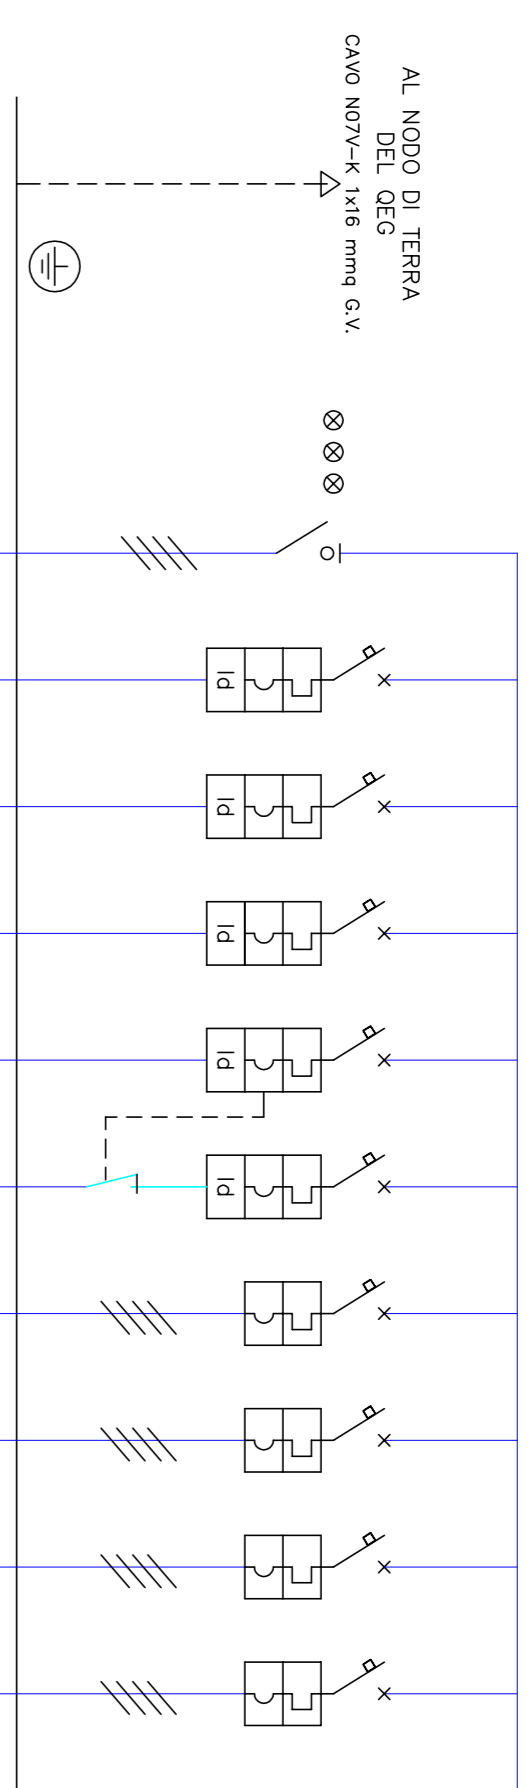 AL NODO DI TERRA
DEL QEG
CAVO N07V-K 1x16 mmq G.V.
Id
Id
Id
Id
Id